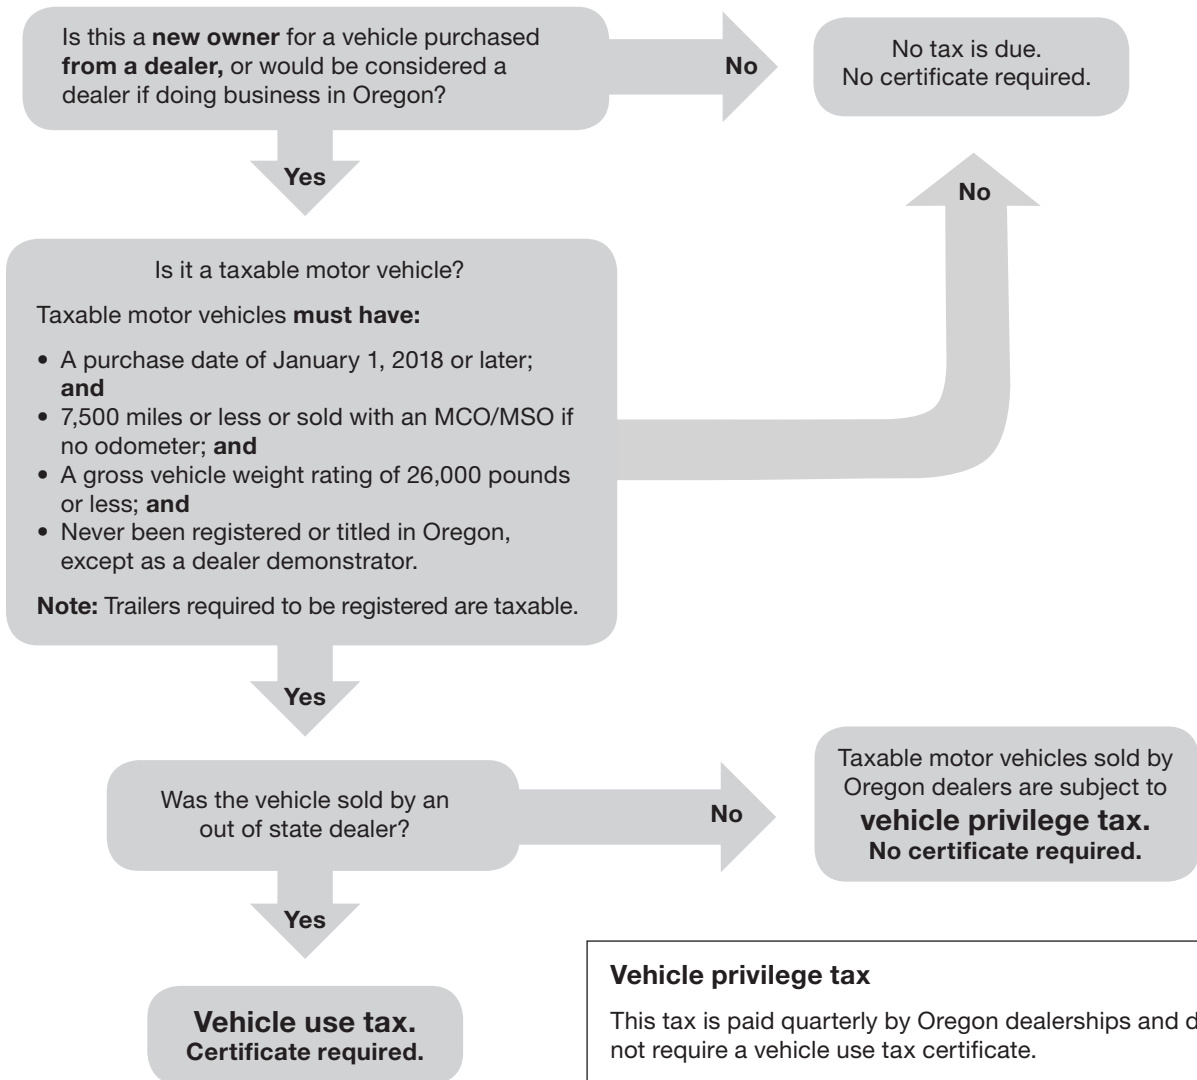 Is this a new owner for a vehicle purchased
from a dealer, or would be considered a
dealer if doing business in Oregon?
No
No tax is due.
No certificate required.
Yes
No
Is it a taxable motor vehicle?
Taxable motor vehicles must have:
• A purchase date of January 1, 2018 or later;
and
• 7,500 miles or less or sold with an MCO/MSO if
no odometer; and
• A gross vehicle weight rating of 26,000 pounds
or less; and
• Never been registered or titled in Oregon,
except as a dealer demonstrator.
Note: Trailers required to be registered are taxable.
Yes
Was the vehicle sold by an
out of state dealer?
No
Taxable motor vehicles sold by
Oregon dealers are subject to
vehicle privilege tax.
No certificate required.
Yes
Vehicle use tax.
Certificate required.
Vehicle privilege tax
This tax is paid quarterly by Oregon dealerships and
not require a vehicle use tax certificate.